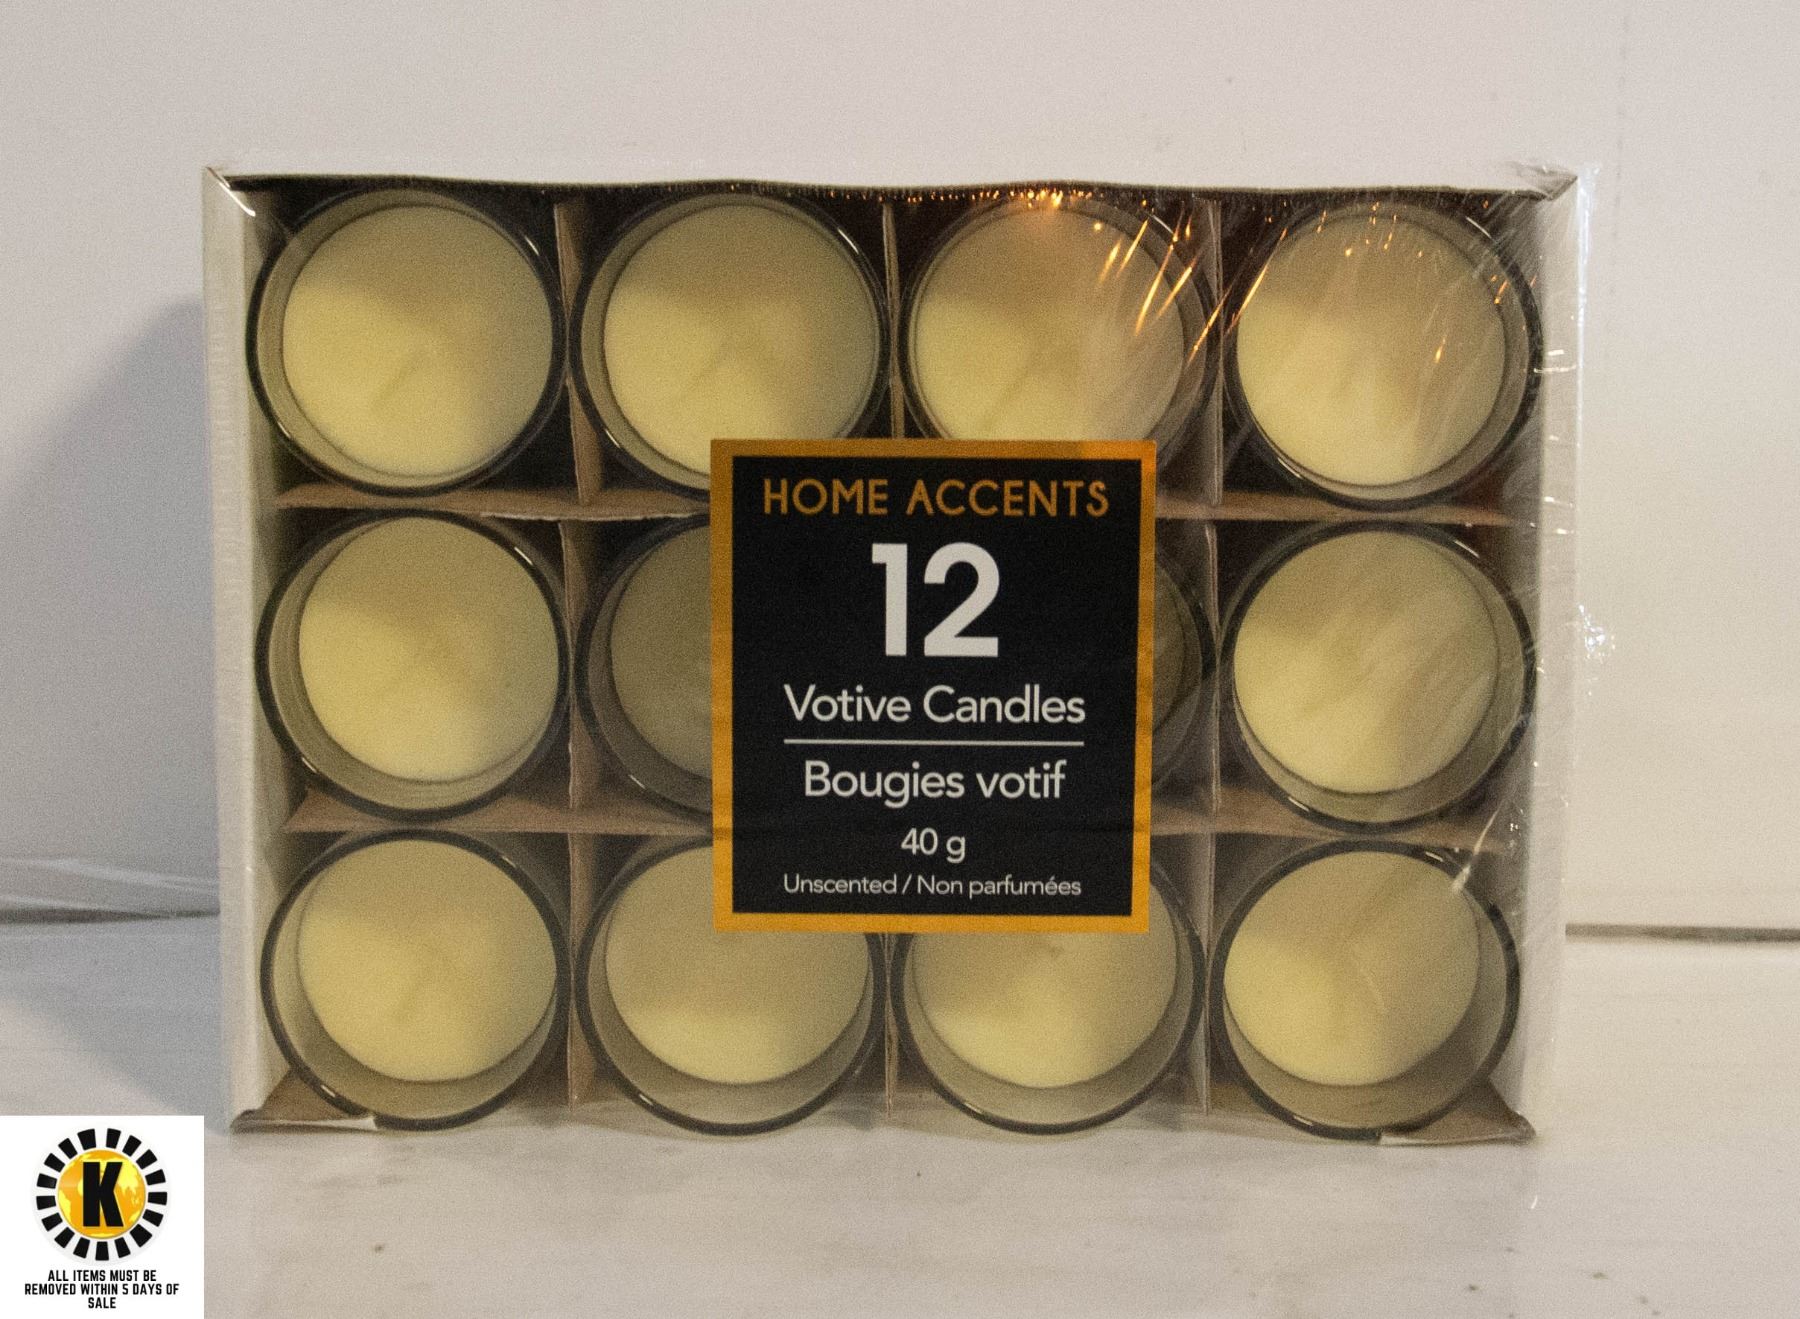 HOME ACCENTS
12
Votive Candles
Bougies votif
40 g
Unscented / Non parfumées
K
ALL ITEMS MUST BE
REMOVED WITHIN 5 DAYS OF
SALE